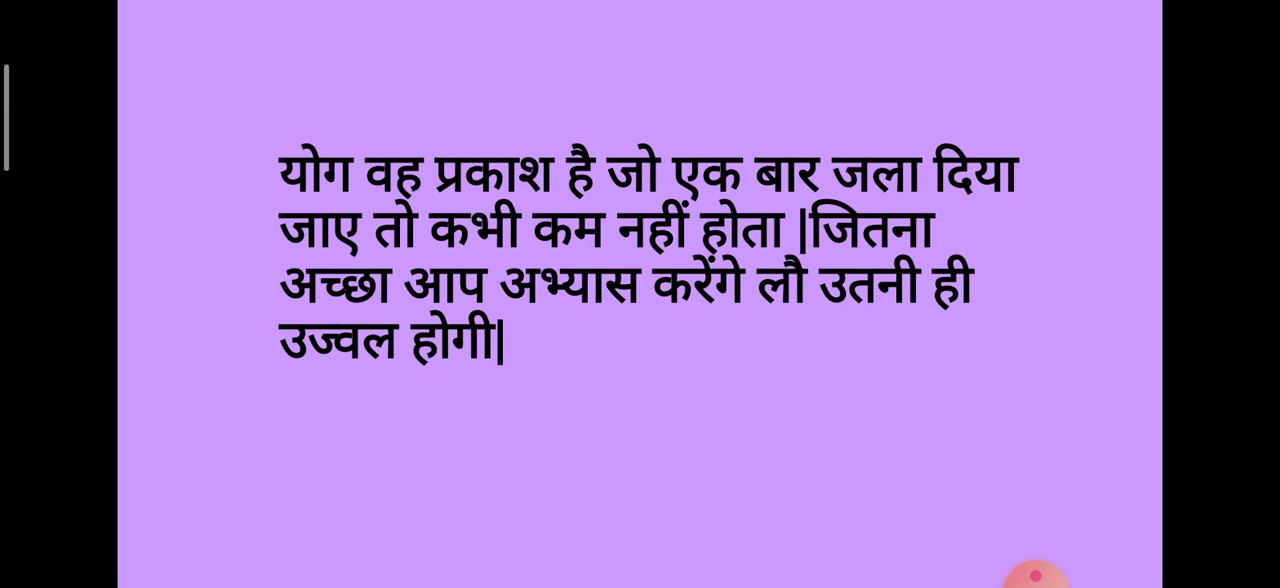 योग वह प्रकाश है जो एक बार जला दिया
जाए तो कभी कम नहीं होता |जितना
अच्छा आप अभ्यास करेंगे लौ उतनी ही
उज्वल होगी|